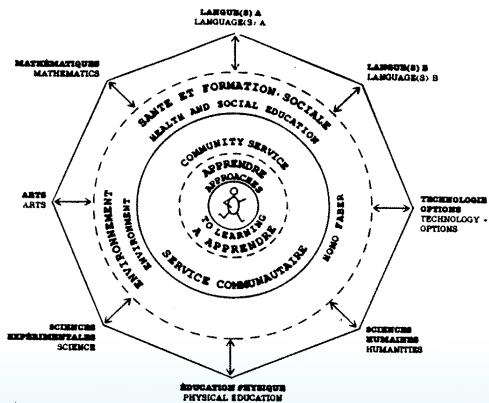 LANGUE(S) A
LANGUAGE(S): A
MATHÉMATIQUES
MATHEMATICS
LANGUE(S) B
LANGUAGE(S) B
SANTE ET FORMATION. SOCIALE
HEALTH AND SOCIAL EDUCATION
COMMUNITY SERVICE
APPRENDRE
APPROACHES
TO LEARNING
A APPRENDRE
SERVICE COMMUNAUTAIRE
ENVIRONNEMENT
ENVIRONMENT
HOMO FABER
ARTS
ARTS
TECHNOLOGIE
OPTIONS
TECHNOLOGY -
OPTIONS
SCIENCES
EXPÉRIMENTALES
SCIENCE
SCIENCES
HUMAINES
HUMANITIES
ÉDUCATION PHYSIQUE
PHYSICAL EDUCATION